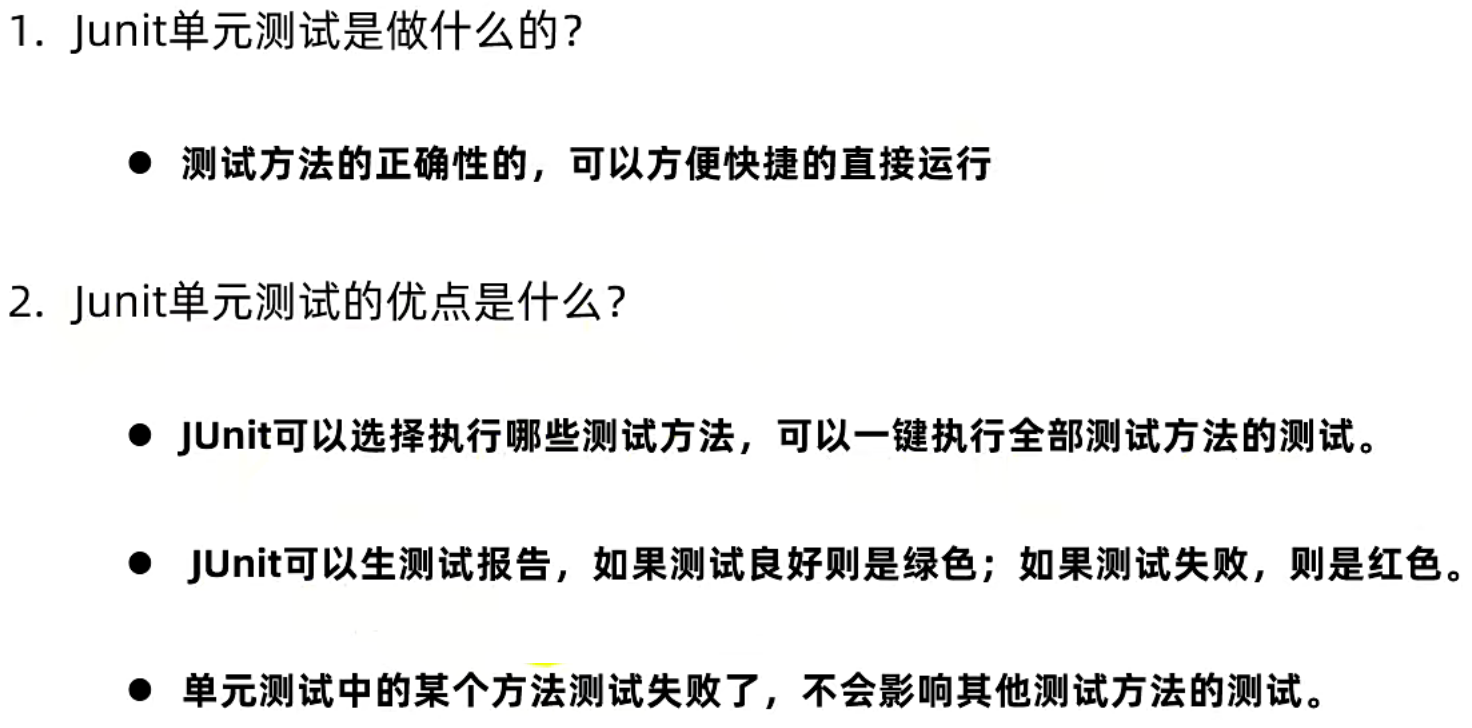 1. Junit单元测试是做什么的？
● 测试方法的正确性的，可以方便快捷的直接运行
2. Junit单元测试的优点是什么？
● JUnit可以选择执行哪些测试方法，可以一键执行全部测试方法的测试。
● JUnit可以生测试报告，如果测试良好则是绿色；如果测试失败，则是红色。
● 单元测试中的某个方法测试失败了，不会影响其他测试方法的测试。